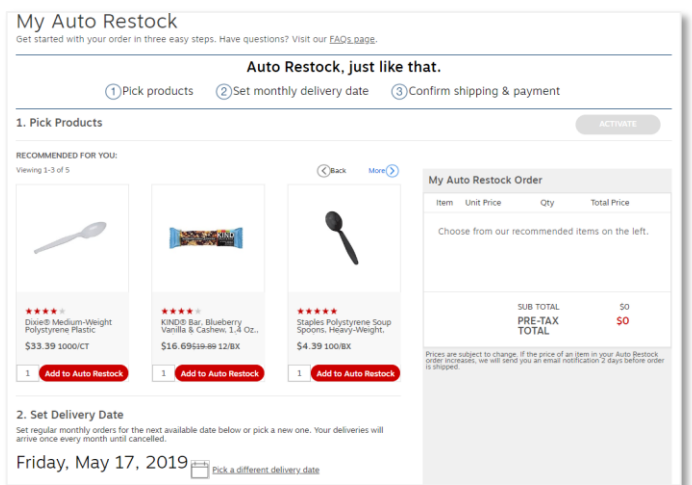 My Auto Restock
Get started with your order in three easy steps. Have questions? Visit our FAQs page.
Auto Restock, just like that.
1 Pick products 2 Set monthly delivery date 3 Confirm shipping & payment
1. Pick Products
ACTIVATE
RECOMMENDED FOR YOU:
Viewing 1-3 of 5
Back More
KIND
★★★★★
Dixie® Medium-Weight
Polystyrene Plastic
$33.39 1000/CT
1 Add to Auto Restock
★★★★★
KIND® Bar, Blueberry
Vanilla & Cashew, 1.4 Oz.,
$16.69$19.89 12/BX
1 Add to Auto Restock
★★★★★
Staples Polystyrene Soup
Spoons, Heavy-Weight,
$4.39 100/BX
1 Add to Auto Restock
My Auto Restock Order
Item Unit Price Qty Total Price
Choose from our recommended items on the left.
SUB TOTAL $0
PRE-TAX $0
TOTAL
Prices are subject to change. If the price of an item in your Auto Restock
order increases, we will send you an email notification 2 days before order
is shipped.
2. Set Delivery Date
Set regular monthly orders for the next available date below or pick a new one. Your deliveries will
arrive once every month until cancelled.
Friday, May 17, 2019 Pick a different delivery date